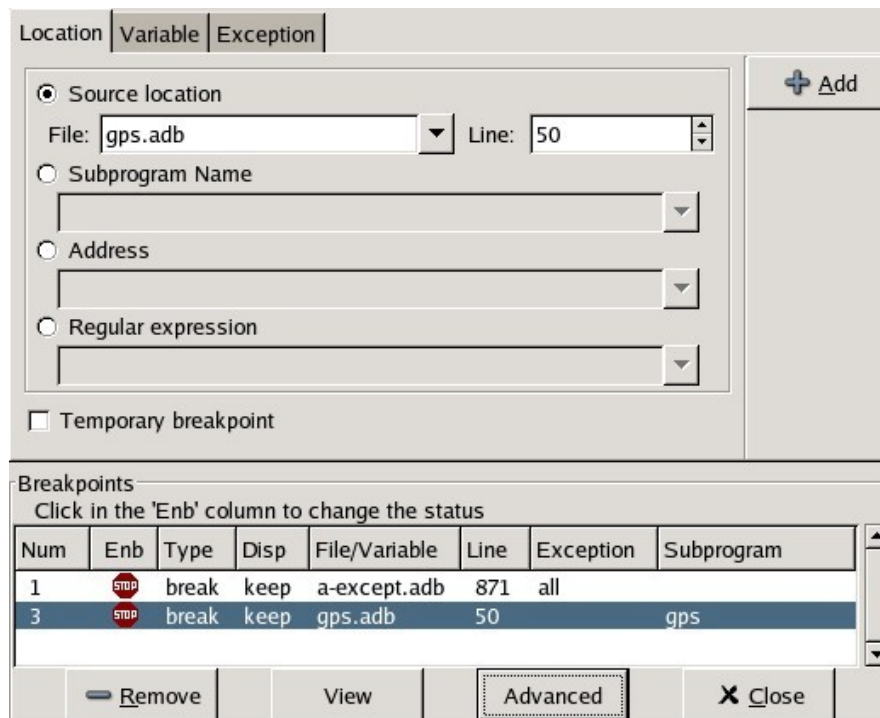 Location Variable Exception
Source location
Add
File: gps.adb Line: 50
Subprogram Name
Address
Regular expression
Temporary breakpoint
Breakpoints
Click in the 'Enb' column to change the status
Num Enb Type Disp File/Variable Line Exception Subprogram
1 STOP break keep a-except.adb 871 all
3 STOP break keep gps.adb 50 gps
Remove View Advanced Close